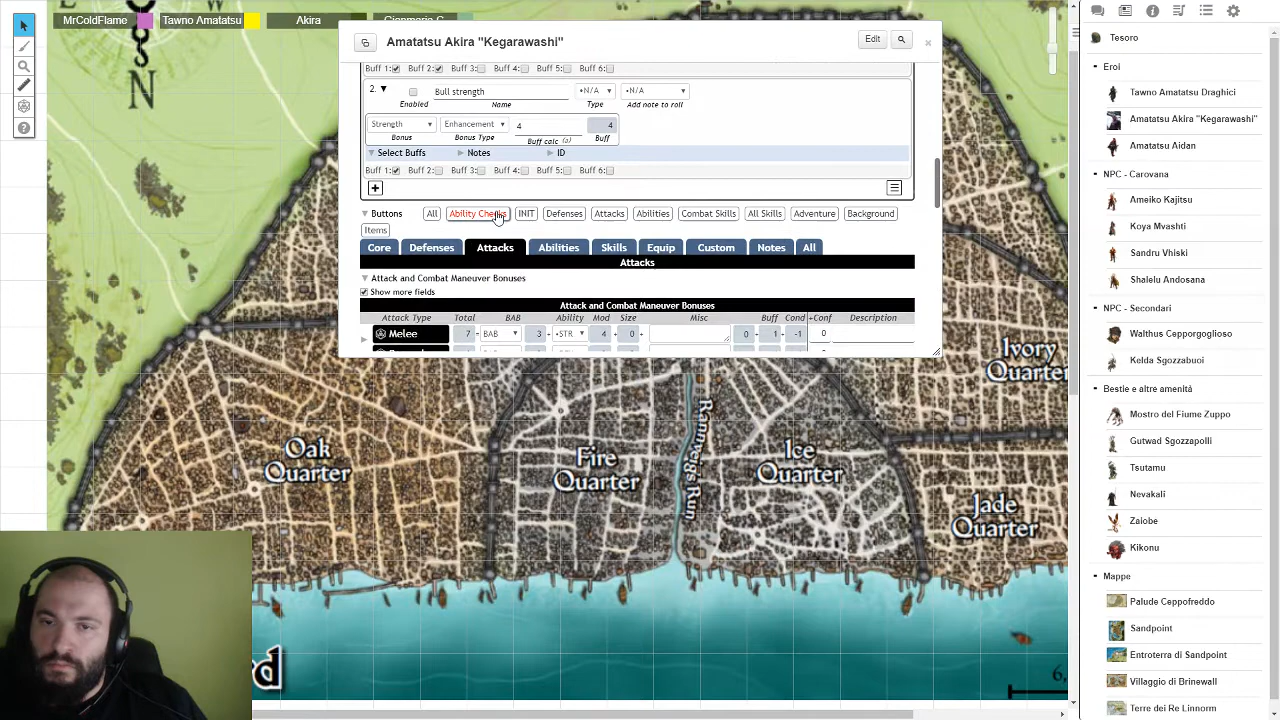 MrColdFlame
Tawno Amatatsu
Akira
N
Amatatsu Akira "Kegarawashi"
Edit
Buff 1: Buff 2: Buff 3: Buff 4: Buff 5: Buff 6:
2. Bull strength •N/A •N/A
Enabled Name Type Add note to roll
Strength Enhancement 4 4
Bonus Bonus Type Buff calc Buff
Select Buffs Notes ID
Buff 1: Buff 2: Buff 3: Buff 4: Buff 5: Buff 6:
Buttons All Ability Checks INIT Defenses Attacks Abilities Combat Skills All Skills Adventure Background
Items
Core Defenses Attacks Abilities Skills Equip Custom Notes All
Attacks
Attack and Combat Maneuver Bonuses
Show more fields
Attack and Combat Maneuver Bonuses
Attack Type Total BAB Ability Mod Size Misc Buff Cond +Conf Description
Melee 7 = BAB 3 + •STR 4 + 0 + 0 + 1 + -1 0
Oak
Quarter
Fire
Quarter
Rannveig's Run
Ice
Quarter
Ivory
Quarter
Jade
Quarter
rd
6,
Tesoro
Eroi
Tawno Amatatsu Draghici
Amatatsu Akira "Kegarawashi"
Amatatsu Aidan
NPC - Carovana
Ameiko Kajitsu
Koya Mvashti
Sandru Vhiski
Shalelu Andosana
NPC - Secondari
Walthus Cepporgoglioso
Kelda Sgozzabuoi
Bestie e altre amenità
Mostro del Fiume Zuppo
Gutwad Sgozzapolli
Tsutamu
Nevakali
Zaiobe
Kikonu
Mappe
Palude Ceppofreddo
Sandpoint
Entroterra di Sandpoint
Villaggio di Brinewall
Terre dei Re Linnorm